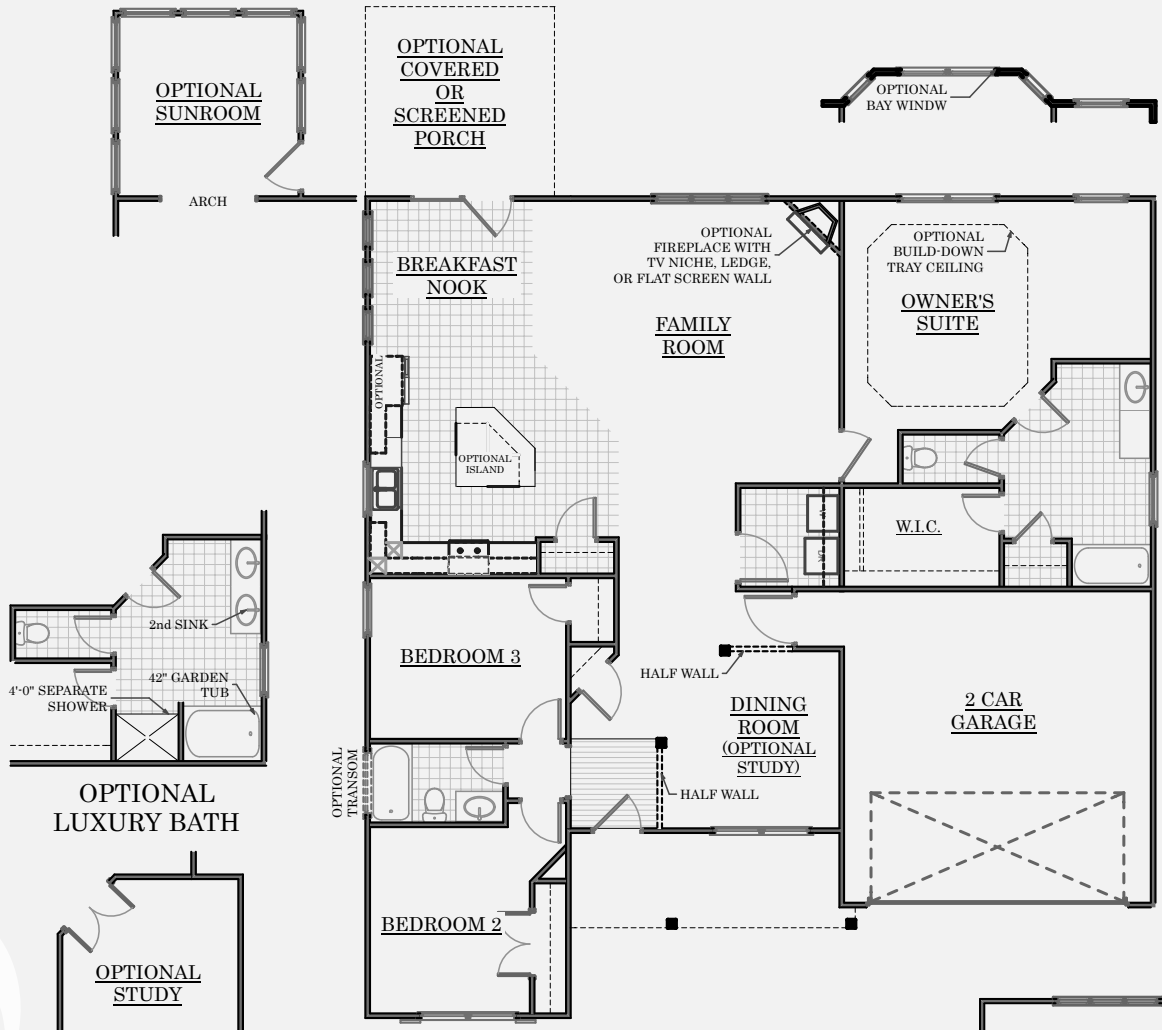 OPTIONAL
SUNROOM
ARCH
OPTIONAL
COVERED
OR
SCREENED
PORCH
OPTIONAL
BAY WINDW
BREAKFAST
NOOK
OPTIONAL
FIREPLACE WITH
TV NICHE, LEDGE,
OR FLAT SCREEN WALL
FAMILY
ROOM
OPTIONAL
BUILD-DOWN
TRAY CEILING
OWNER'S
SUITE
OPTIONAL
OPTIONAL
ISLAND
W.I.C.
2nd SINK
4'-0" SEPARATE
SHOWER
42" GARDEN
TUB
OPTIONAL
LUXURY BATH
BEDROOM 3
HALF WALL
DINING
ROOM
(OPTIONAL
STUDY)
2 CAR
GARAGE
OPTIONAL
TRANSOM
HALF WALL
BEDROOM 2
OPTIONAL
STUDY